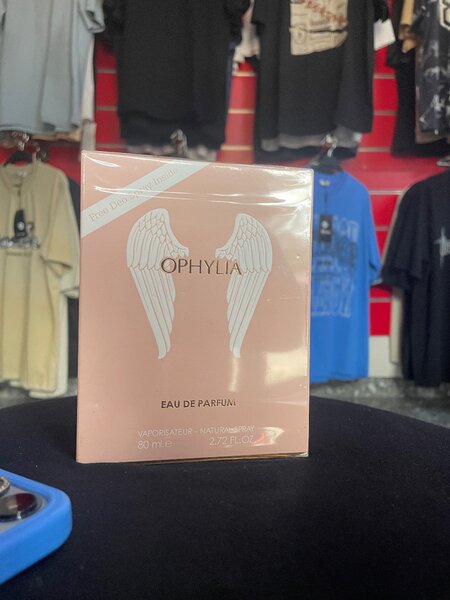 Free Deo Spray Inside
OPHYLIA
EAU DE PARFUM
VAPORISATEUR - NATURAL SPRAY
80 ml.e 2.72 FL.OZ